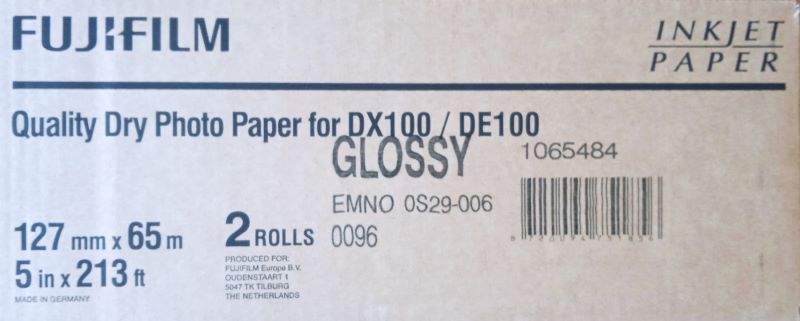 FUJIFILM
INKJET
PAPER
Quality Dry Photo Paper for DX100 / DE100
GLOSSY
1065484
EMNO 0S29-006
0096
127 mm x 65 m
5 in x 213 ft
MADE IN GERMANY
2 ROLLS
PRODUCED FOR:
FUJIFILM Europe B.V.
OUDENSTAART 1
5047 TK TILBURG
THE NETHERLANDS